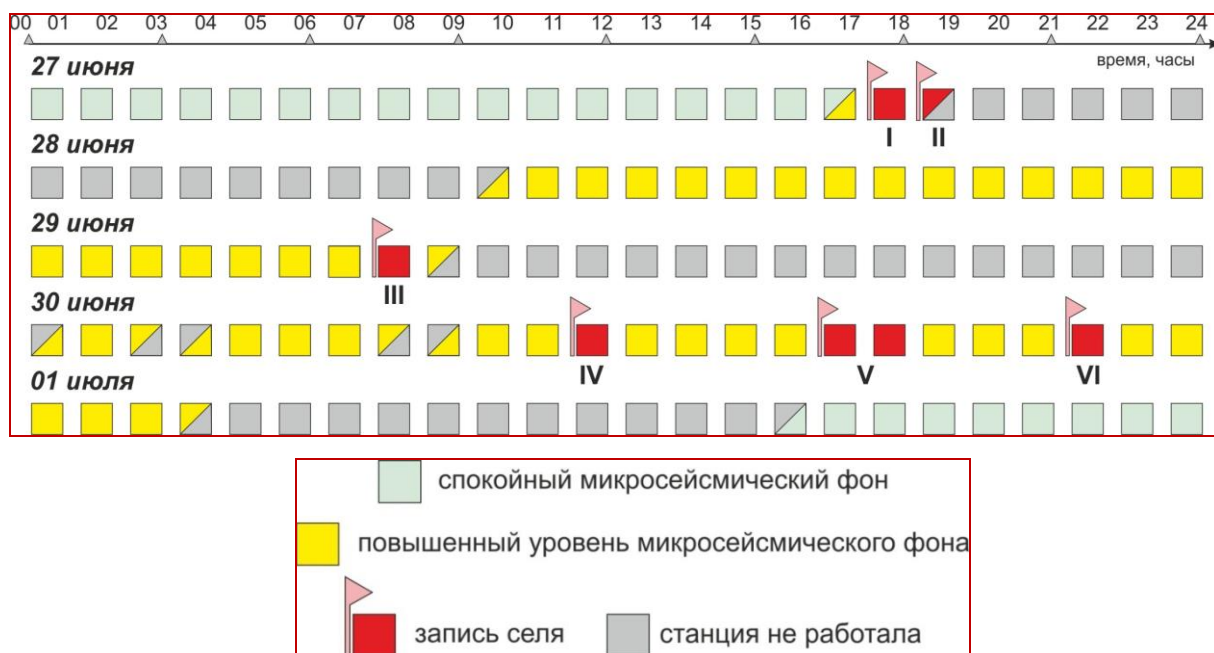 00 01 02 03 04 05 06 07 08 09 10 11 12 13 14 15 16 17 18 19 20 21 22 23 24
время, часы
27 июня
I II
28 июня
29 июня
III
30 июня
IV V VI
01 июля
спокойный микросейсмический фон
повышенный уровень микросейсмического фона
запись селя станция не работала